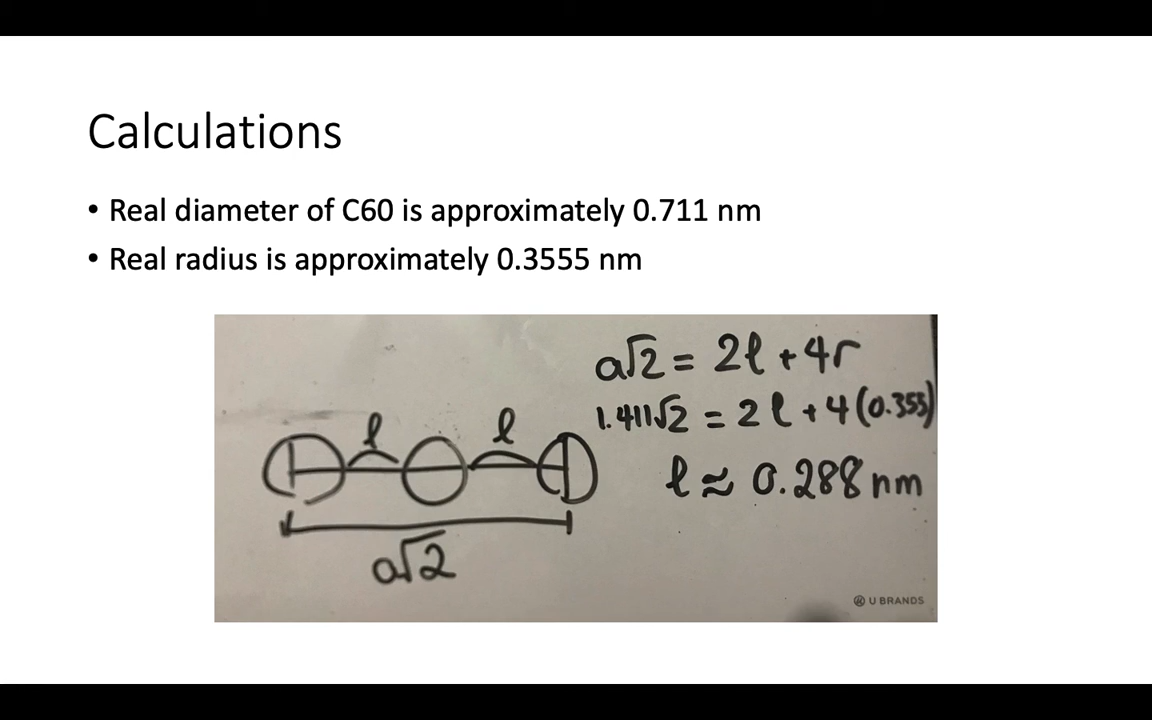 Calculations
• Real diameter of C60 is approximately 0.711 nm
• Real radius is approximately 0.3555 nm
a√2 = 2ℓ + 4r
1.411√2 = 2ℓ + 4(0.355)
ℓ ≈ 0.288 nm
ℓ ℓ
a√2
U BRANDS